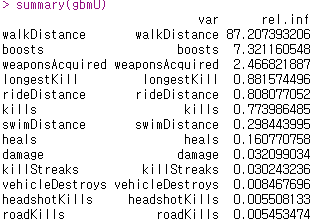 > summary(gbmU)
var rel.inf
walkDistance walkDistance 87.207393206
boosts boosts 7.321160548
weaponsAcquired weaponsAcquired 2.466821887
longestKill longestKill 0.881574496
rideDistance rideDistance 0.808077052
kills kills 0.773986485
swimDistance swimDistance 0.298443995
heals heals 0.160770758
damage damage 0.032099034
killStreaks killStreaks 0.030243236
vehicleDestroys vehicleDestroys 0.008467696
headshotKills headshotKills 0.005508133
roadKills roadKills 0.005453474